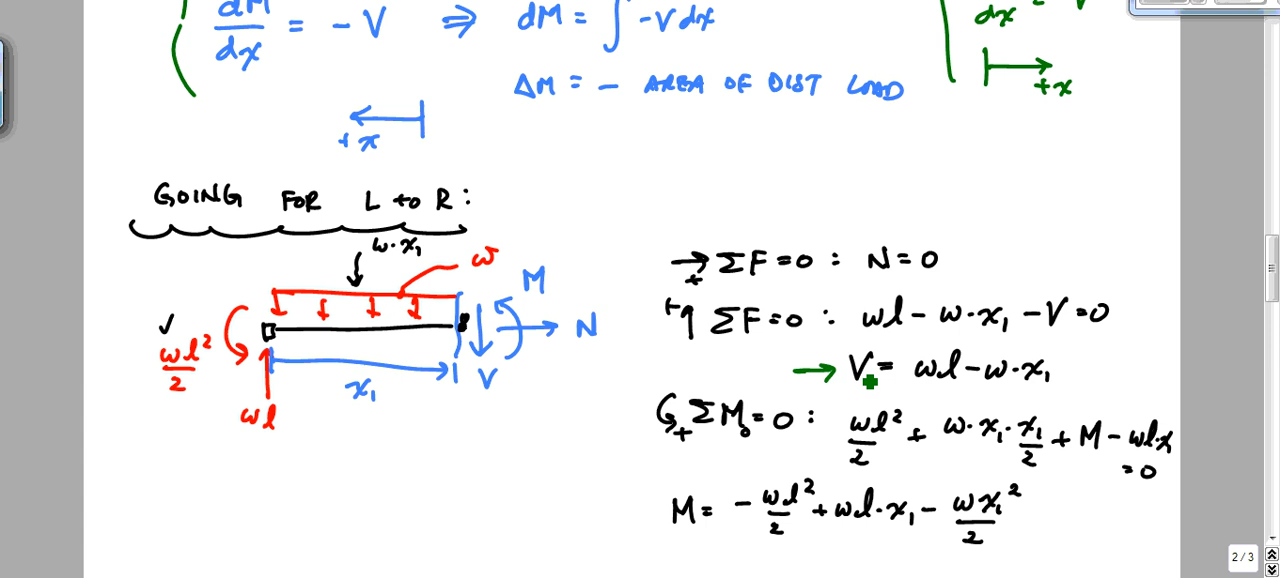 dM/dx = - V ⇒ dM = ∫ -V dx
dx
ΔM = - AREA OF DIST LOAD
+x
+x
GOING FOR L to R:
w·x₁
w
M
N
V
✓ wl²/2
x₁
wl
→+ ΣF=0 : N=0
+↑ ΣF=0 : wl - w·x₁ - V=0
→ V = wl - w·x₁
↺+ ΣM₀=0 : wl²/2 + w·x₁·x₁/2 + M - wl·x
=0
M = - wl²/2 + wl·x₁ - wx₁²/2
2/3